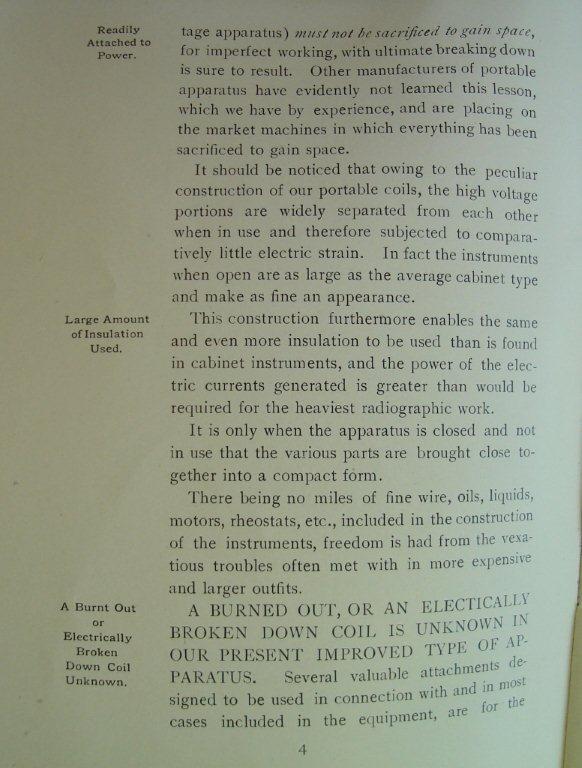 Readily
Attached to
Power.
tage apparatus) must not be sacrificed to gain space,
for imperfect working, with ultimate breaking down
is sure to result. Other manufacturers of portable
apparatus have evidently not learned this lesson,
which we have by experience, and are placing on
the market machines in which everything has been
sacrificed to gain space.
It should be noticed that owing to the peculiar
construction of our portable coils, the high voltage
portions are widely separated from each other
when in use and therefore subjected to compara-
tively little electric strain. In fact the instruments
when open are as large as the average cabinet type
and make as fine an appearance.
Large Amount
of Insulation
Used.
This construction furthermore enables the same
and even more insulation to be used than is found
in cabinet instruments, and the power of the elec-
tric currents generated is greater than would be
required for the heaviest radiographic work.
It is only when the apparatus is closed and not
in use that the various parts are brought close to-
gether into a compact form.
There being no miles of fine wire, oils, liquids,
motors, rheostats, etc., included in the construction
of the instruments, freedom is had from the vexa-
tious troubles often met with in more expensive
and larger outfits.
A Burnt Out
or
Electrically
Broken
Down Coil
Unknown.
A BURNED OUT, OR AN ELECTICALLY
BROKEN DOWN COIL IS UNKNOWN IN
OUR PRESENT IMPROVED TYPE OF AP-
PARATUS. Several valuable attachments de-
signed to be used in connection with and in most
cases included in the equipment, are for the
4